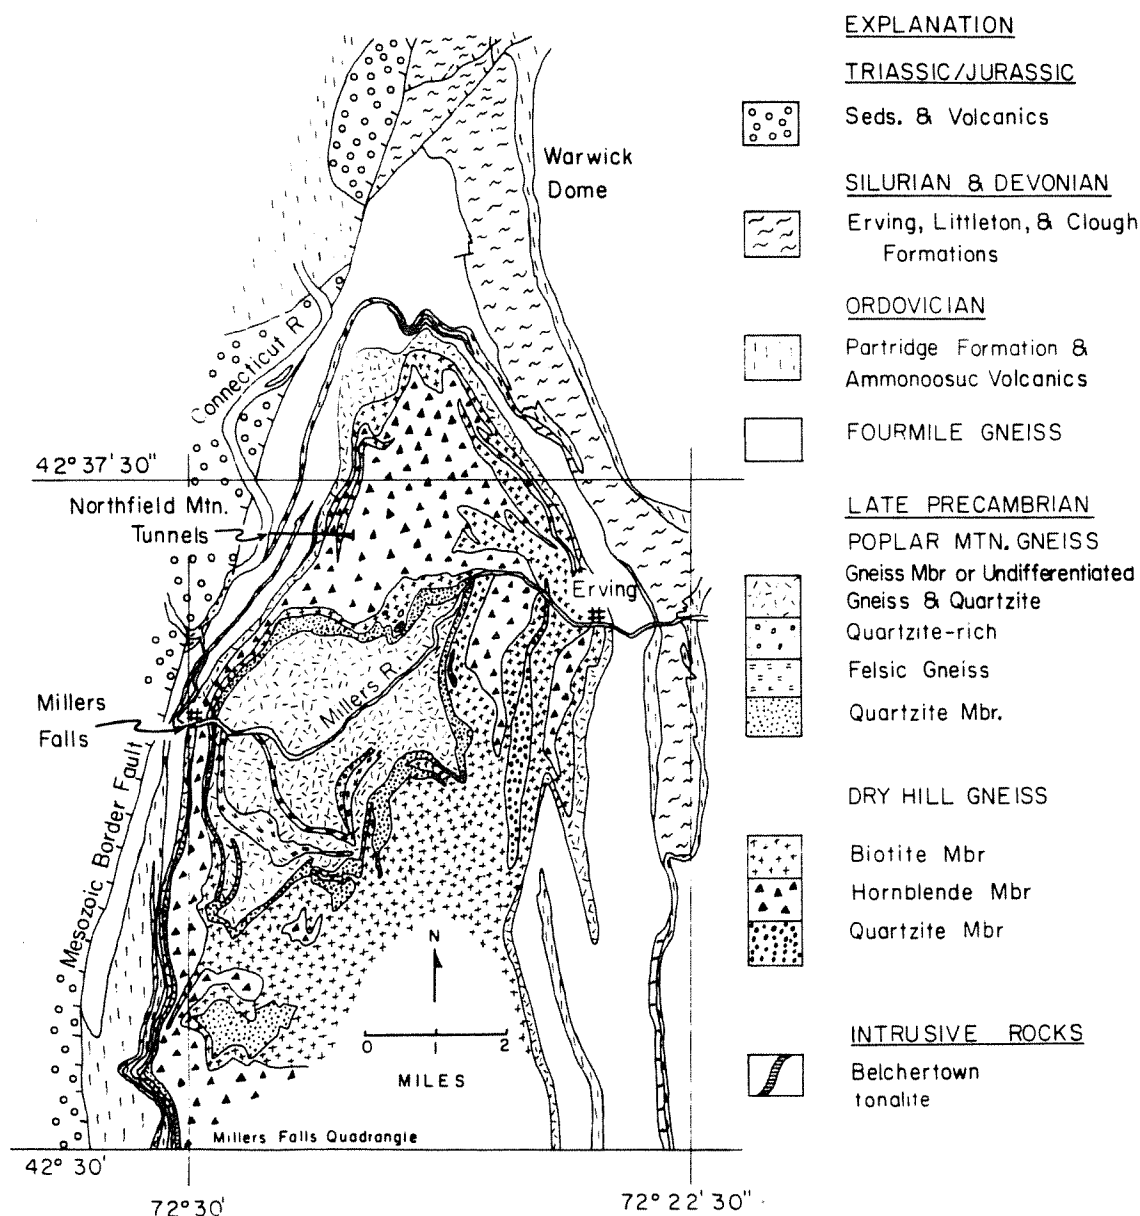 EXPLANATION
TRIASSIC/JURASSIC
Seds. & Volcanics
SILURIAN & DEVONIAN
Erving, Littleton, & Clough
Formations
ORDOVICIAN
Partridge Formation &
Ammonoosuc Volcanics
FOURMILE GNEISS
LATE PRECAMBRIAN
POPLAR MTN. GNEISS
Gneiss Mbr or Undifferentiated
Gneiss & Quartzite
Quartzite-rich
Felsic Gneiss
Quartzite Mbr.
DRY HILL GNEISS
Biotite Mbr
Hornblende Mbr
Quartzite Mbr
INTRUSIVE ROCKS
Belchertown
tonalite
Warwick
Dome
Connecticut R
42° 37' 30"
Northfield Mtn.
Tunnels
Erving
Millers R
Millers
Falls
Mesozoic Border Fault
N
0 1 2
MILES
Millers Falls Quadrangle
42° 30'
72° 30'
72° 22' 30"